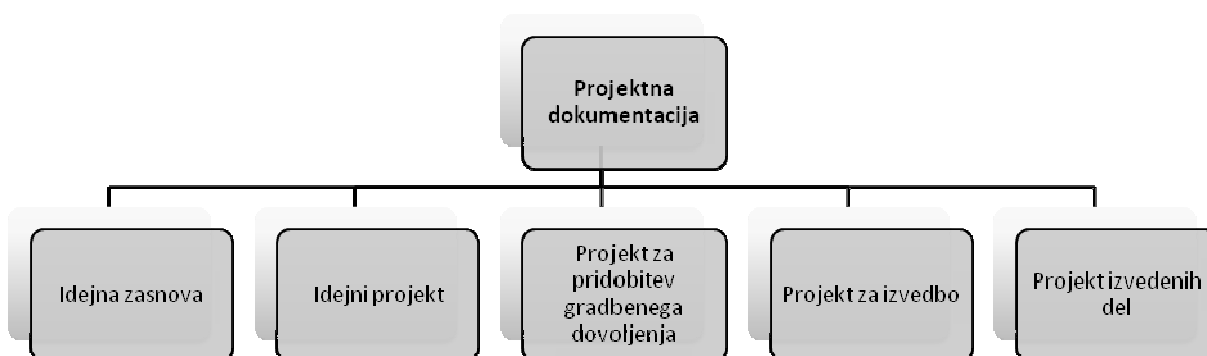 Projektna
dokumentacija
Idejna zasnova
Idejni projekt
Projekt za
pridobitev
gradbenega
dovoljenja
Projekt za izvedbo
Projekt izvedenih
del